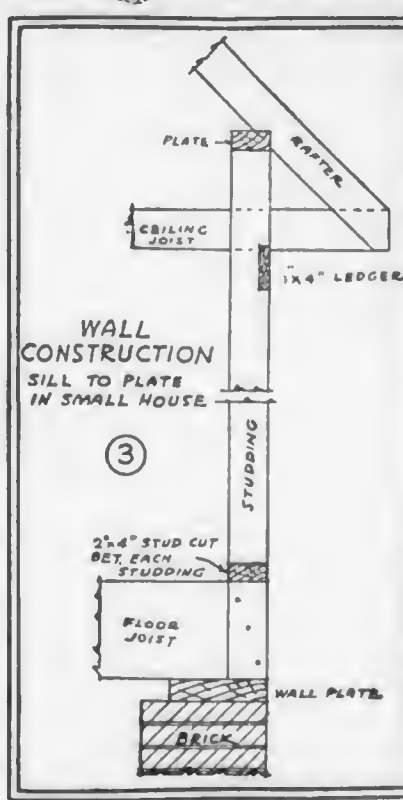 PLATE
RAFTER
CEILING
JOIST
1"X4" LEDGER
WALL
CONSTRUCTION
SILL TO PLATE
IN SMALL HOUSE
3
STUDDING
2"X4" STUD CUT
BET. EACH
STUDDING
FLOOR
JOIST
WALL PLATE
BRICK